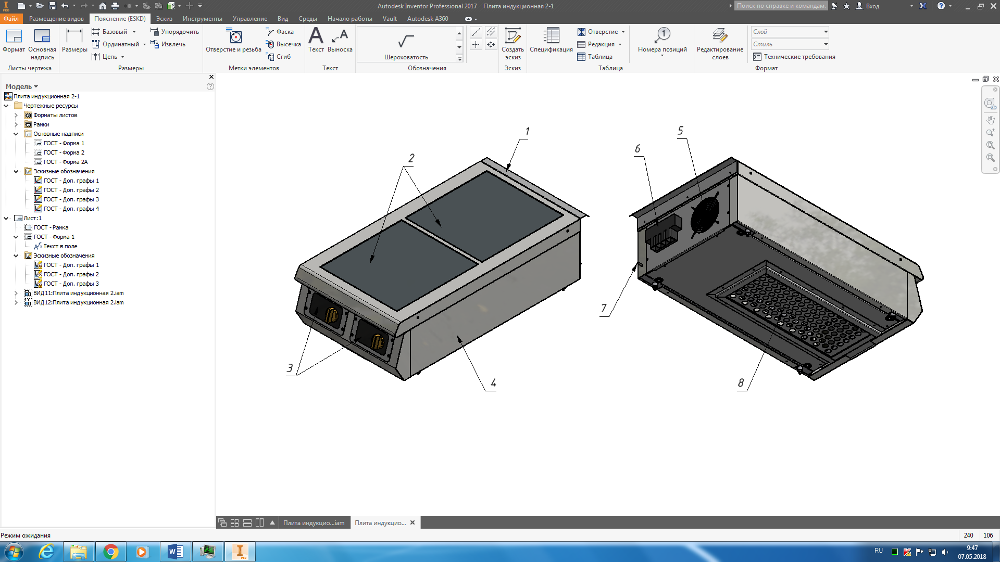 Autodesk Inventor Professional 2017 Плита индукционная 2-1
Поиск по справке и командам.
Вход
PRO
Файл Размещение видов Пояснение (ESKD) Эскиз Инструменты Управление Вид Среды Начало работы Vault Autodesk A360
Формат
Основная надпись
Листы чертежа
Размеры
Базовый
Ординатный
Цепь
Упорядочить
Извлечь
Размеры
Отверстие и резьба
Фаска
Высечка
Сгиб
Метки элементов
Текст
Выноска
Текст
Шероховатость
Обозначения
Создать эскиз
Эскиз
Спецификация
Отверстие
Редакция
Таблица
Таблица
1
Номера позиций
Редактирование слоев
Слой
Стиль
Технические требования
Формат
Модель
Плита индукционная 2-1
Чертежные ресурсы
Форматы листов
Рамки
Основные надписи
ГОСТ - Форма 1
ГОСТ - Форма 2
ГОСТ - Форма 2А
Эскизные обозначения
ГОСТ - Доп. графы 1
ГОСТ - Доп. графы 2
ГОСТ - Доп. графы 3
ГОСТ - Доп. графы 4
Лист:1
ГОСТ - Рамка
ГОСТ - Форма 1
Текст в поле
Эскизные обозначения
ГОСТ - Доп. графы 1
ГОСТ - Доп. графы 2
ГОСТ - Доп. графы 3
ВИД11:Плита индукционная 2.iam
ВИД12:Плита индукционная 2.iam
1
2
3
4
5
6
7
8
2D
Плита индукцио...iam
Плита индукцио...
Режим ожидания
240 106
RU
9:47
07.05.2018